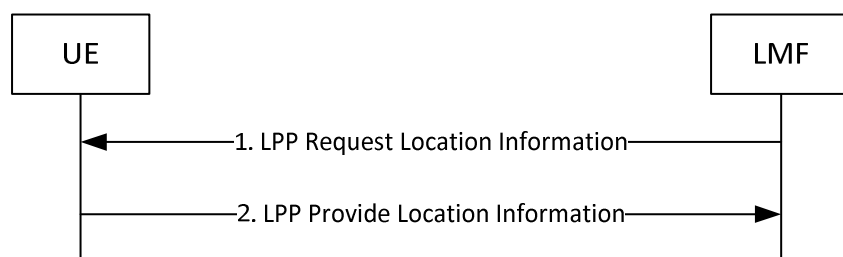 UE
LMF
1. LPP Request Location Information
2. LPP Provide Location Information